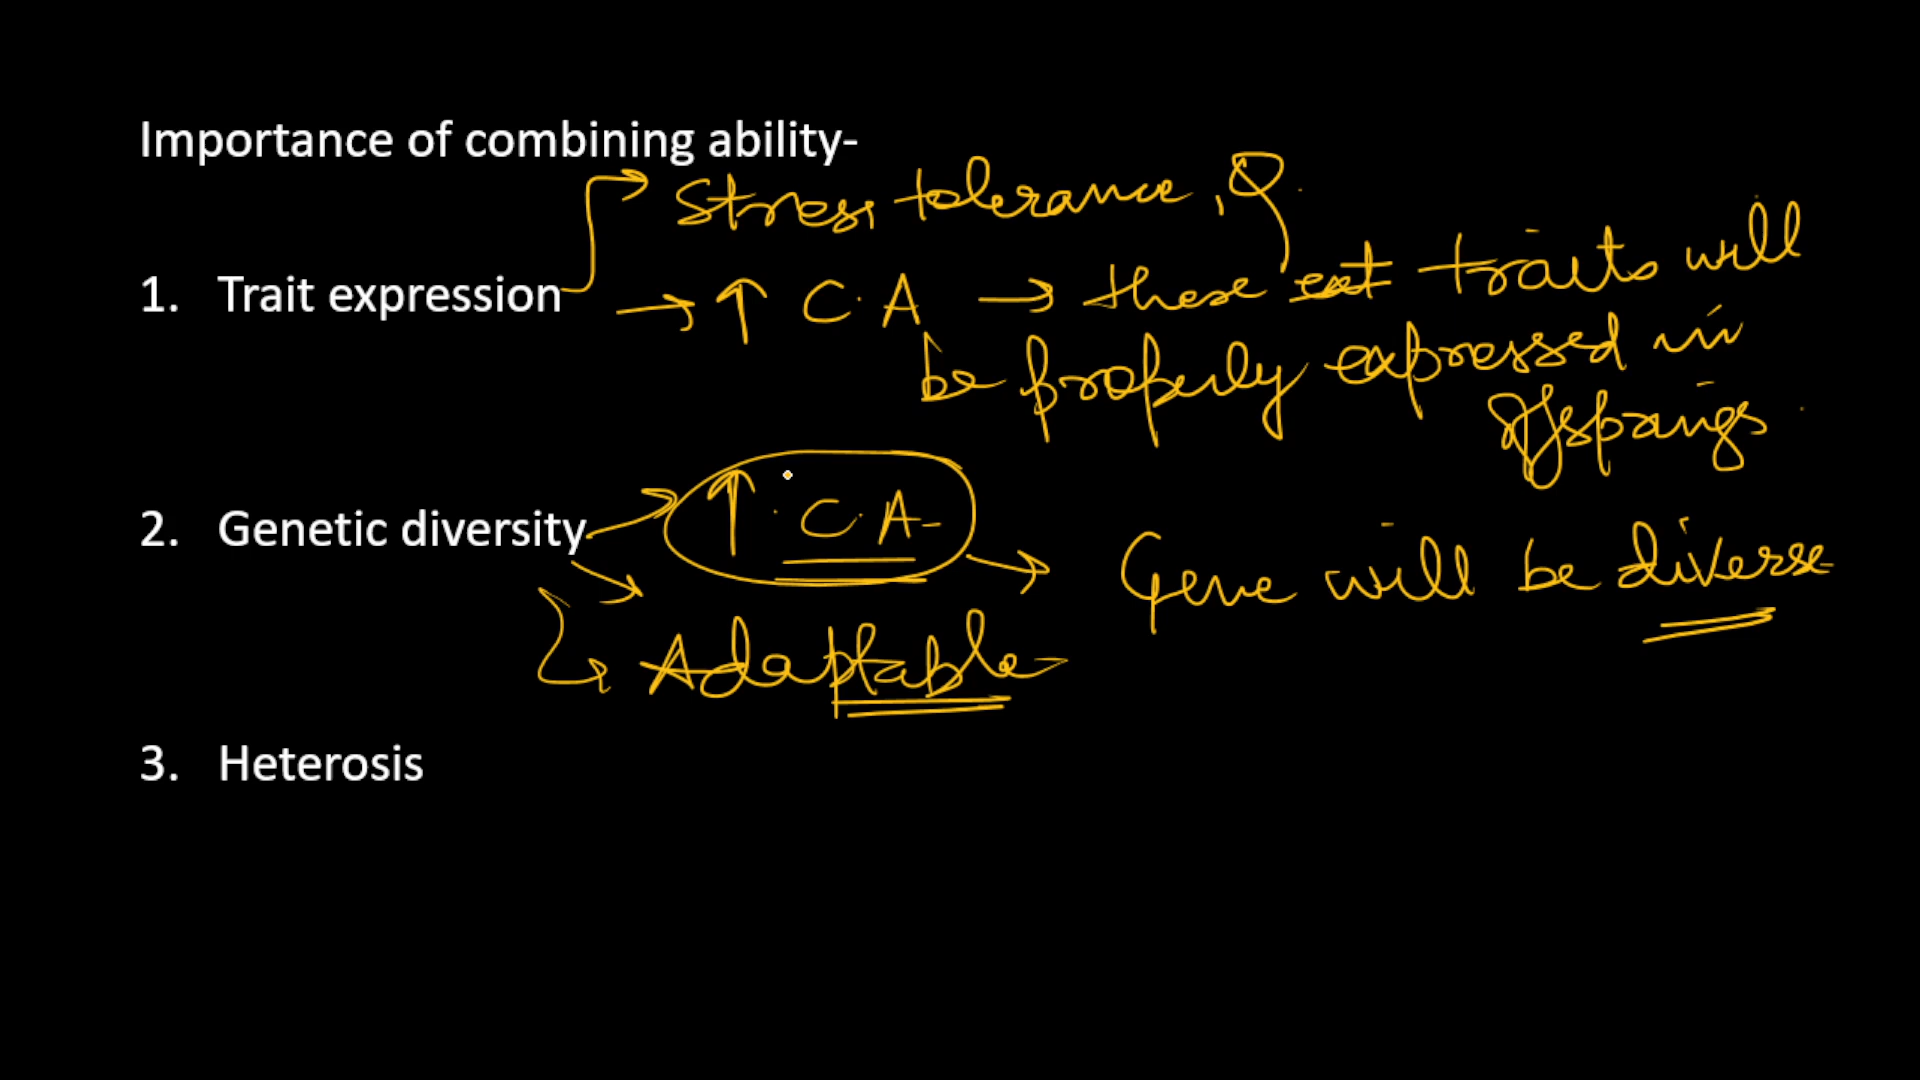 Importance of combining ability-
Stress tolerance, Q
1. Trait expression
→ ↑ C.A → these traits will
be properly expressed in
offsprings.
2. Genetic diversity → ↑ C.A- → Gene will be diverse
Adaptable
3. Heterosis